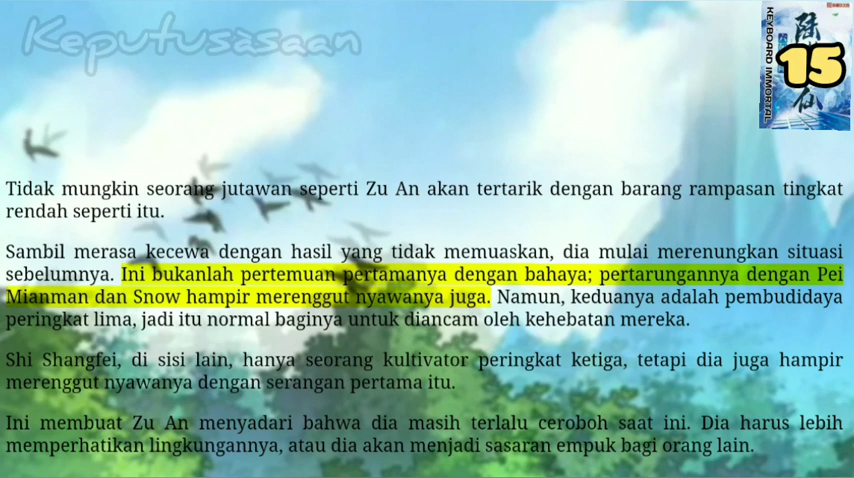 Keputusasaan
KEYBOARD IMMORTAL
15
Tidak mungkin seorang jutawan seperti Zu An akan tertarik dengan barang rampasan tingkat
rendah seperti itu.
Sambil merasa kecewa dengan hasil yang tidak memuaskan, dia mulai merenungkan situasi
sebelumnya. Ini bukanlah pertemuan pertamanya dengan bahaya; pertarungannya dengan Pei
Mianman dan Snow hampir merenggut nyawanya juga. Namun, keduanya adalah pembudidaya
peringkat lima, jadi itu normal baginya untuk diancam oleh kehebatan mereka.
Shi Shangfei, di sisi lain, hanya seorang kultivator peringkat ketiga, tetapi dia juga hampir
merenggut nyawanya dengan serangan pertama itu.
Ini membuat Zu An menyadari bahwa dia masih terlalu ceroboh saat ini. Dia harus lebih
memperhatikan lingkungannya, atau dia akan menjadi sasaran empuk bagi orang lain.